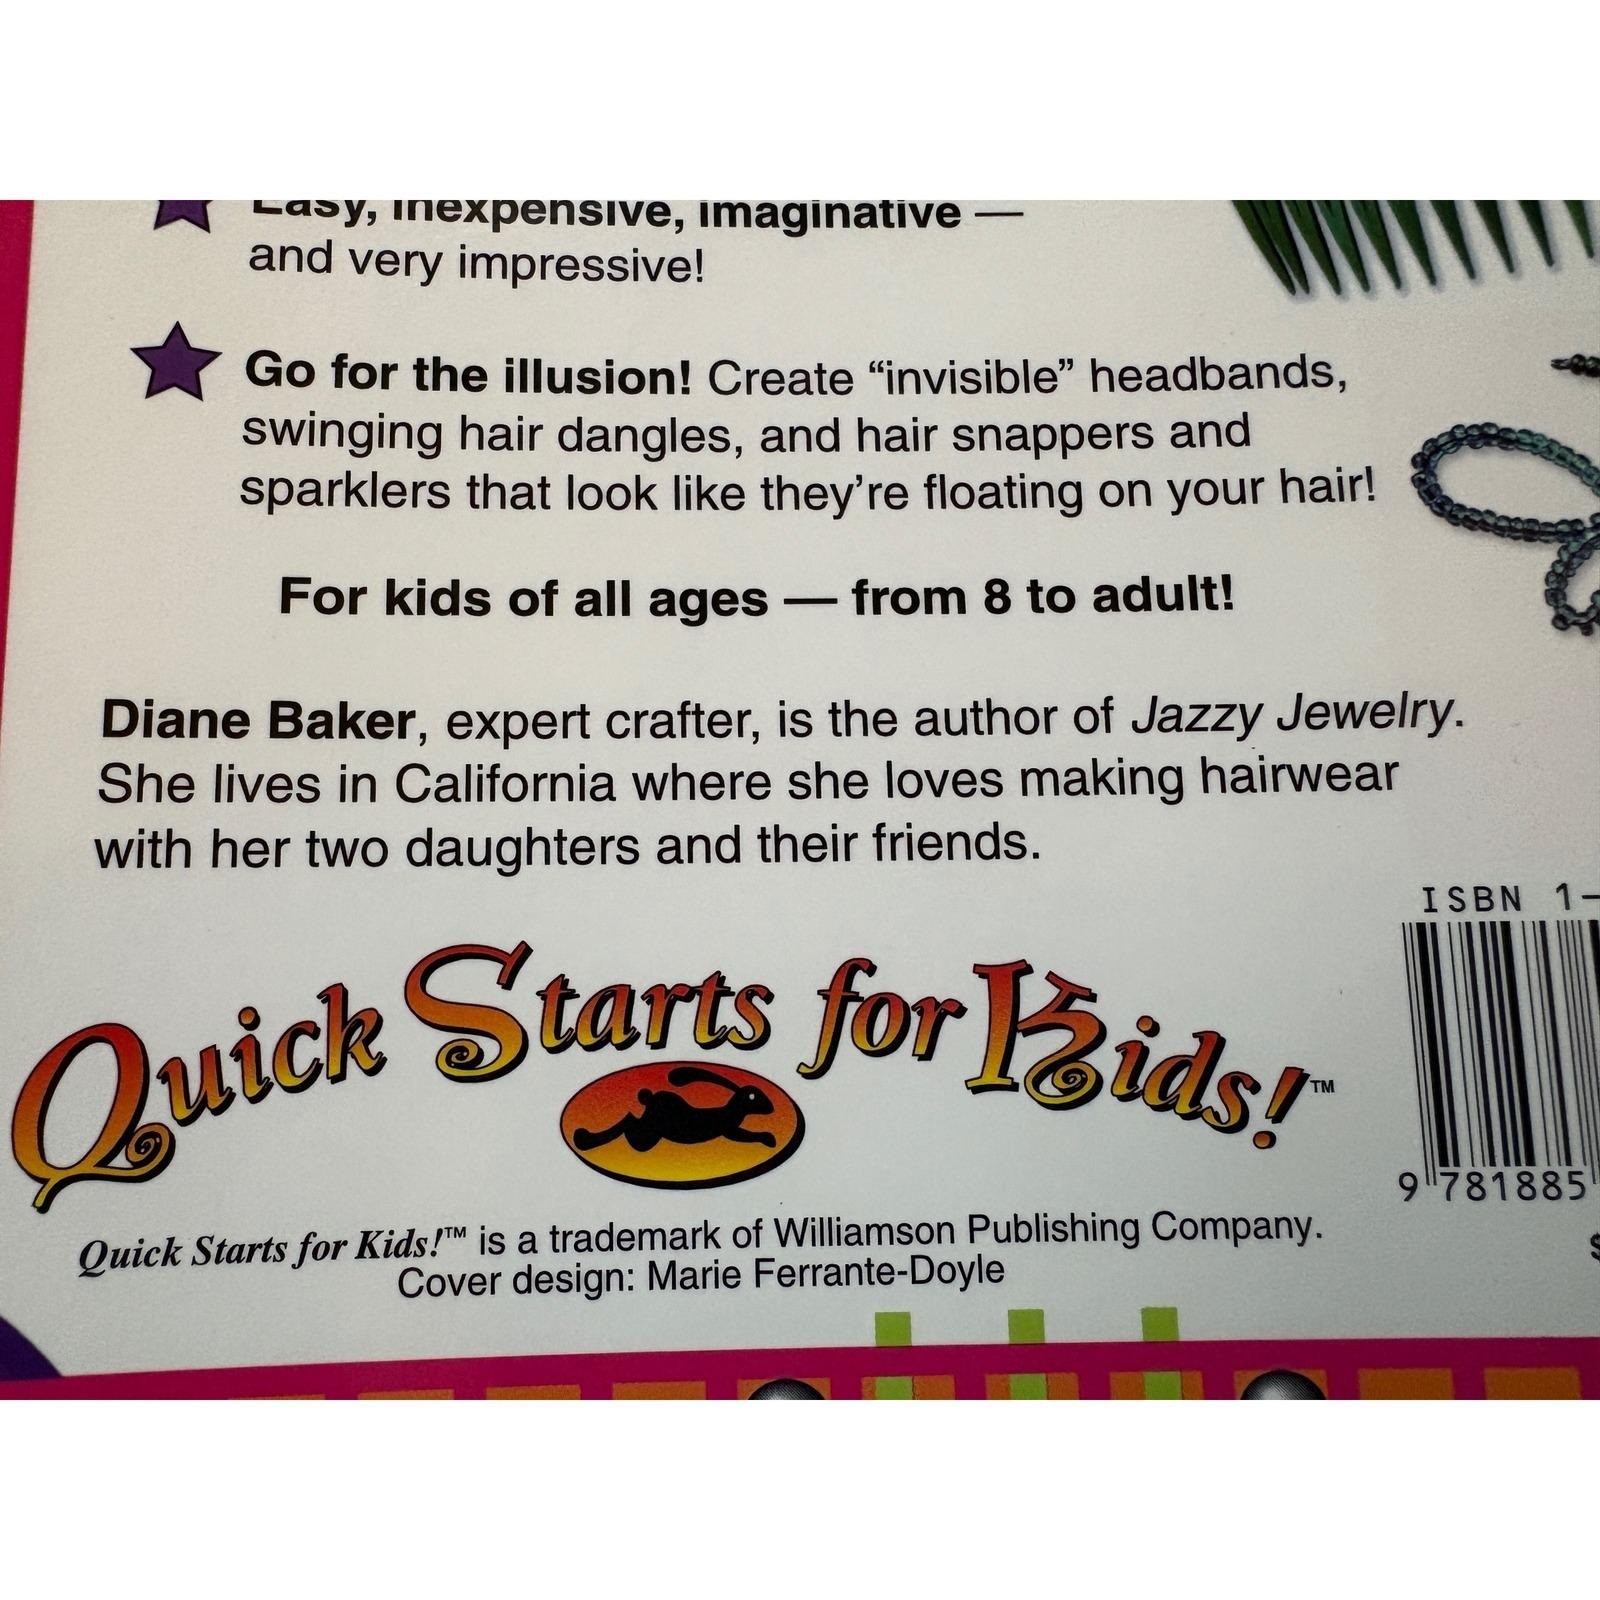 Easy, inexpensive, imaginative —
and very impressive!
Go for the illusion! Create “invisible” headbands,
swinging hair dangles, and hair snappers and
sparklers that look like they’re floating on your hair!
For kids of all ages — from 8 to adult!
Diane Baker, expert crafter, is the author of Jazzy Jewelry.
She lives in California where she loves making hairwear
with her two daughters and their friends.
ISBN 1–
9 781885
Quick Starts for Kids!™
Quick Starts for Kids!™ is a trademark of Williamson Publishing Company.
Cover design: Marie Ferrante-Doyle